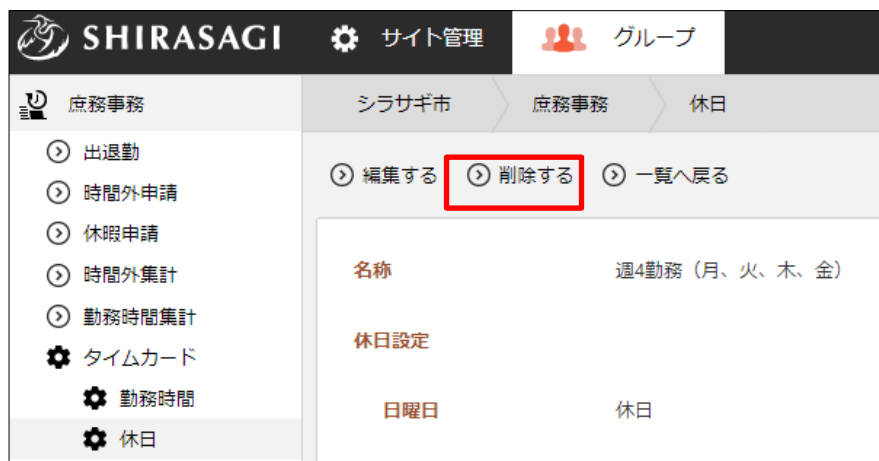 SHIRASAGI サイト管理 グループ
庶務事務 シラサギ市 庶務事務 休日
出退勤
編集する 削除する 一覧へ戻る
時間外申請
休暇申請
時間外集計
名称 週4勤務（月、火、木、金）
勤務時間集計
休日設定
タイムカード
勤務時間
日曜日 休日
休日